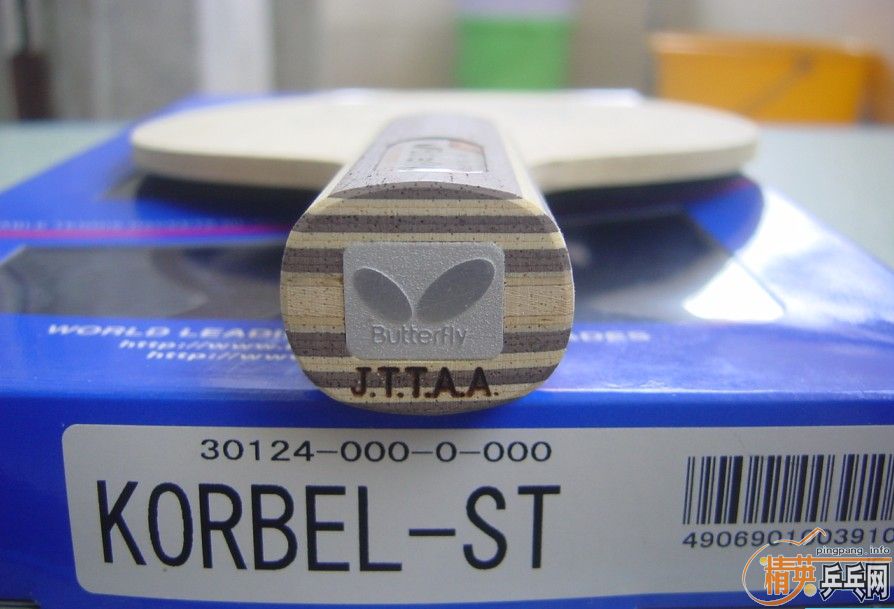 WORLD LEADE
http://www
http://www
Butterfly
J.T.T.A.A.
30124-000-0-000
KORBEL-ST
pingpang.info
精英乒乓网